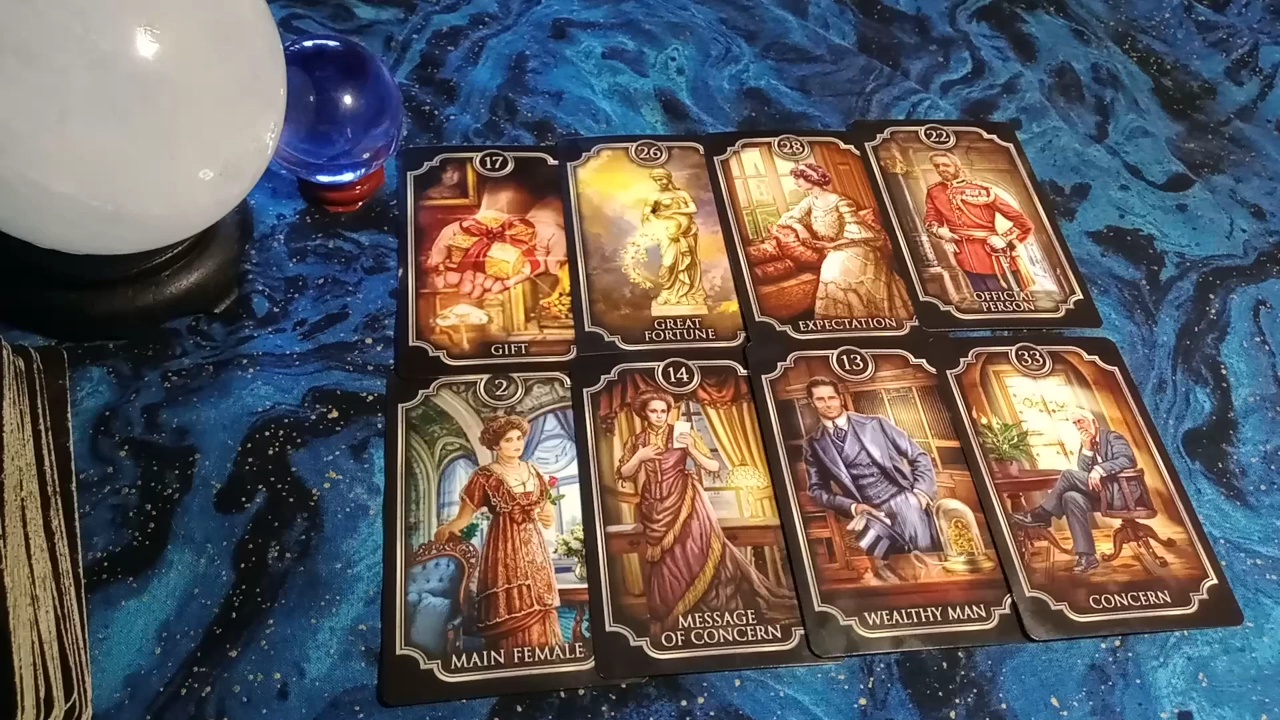 17
GIFT
26
GREAT
FORTUNE
28
EXPECTATION
22
OFFICIAL
PERSON
2
MAIN FEMALE
14
MESSAGE
OF CONCERN
13
WEALTHY MAN
33
CONCERN